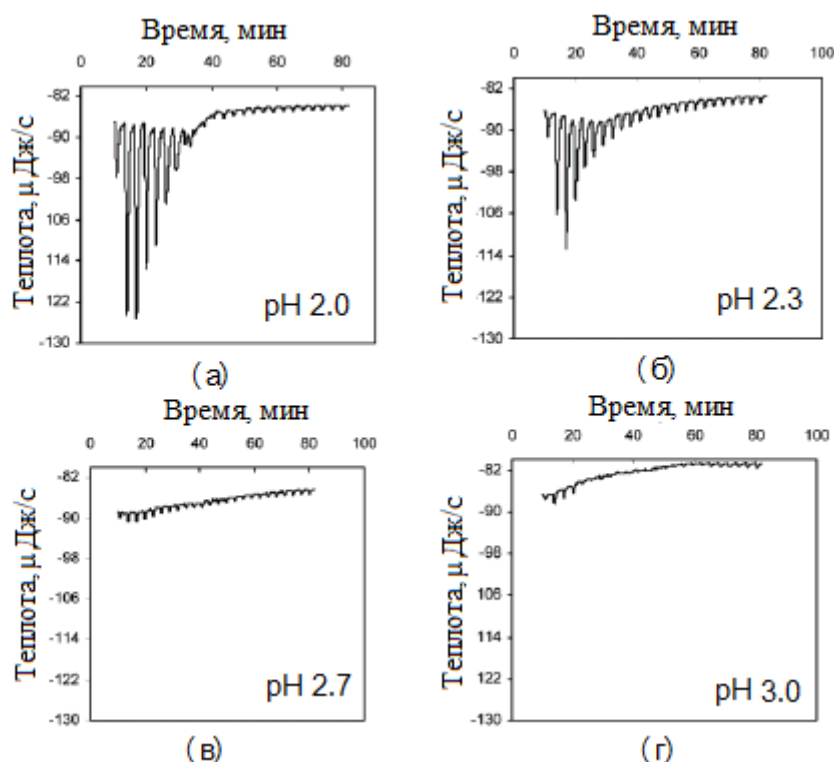 Время, мин
0 20 40 60 80
-82
-90
-98
-106
-114
-122
-130
Теплота, μ Дж/с
pH 2.0
(а)
Время, мин
0 20 40 60 80 100
-82
-90
-98
-106
-114
-122
-130
Теплота, μ Дж/с
pH 2.3
(б)
Время, мин
0 20 40 60 80 100
-82
-90
-98
-106
-114
-122
-130
Теплота, μ Дж/с
pH 2.7
(в)
Время, мин
0 20 40 60 80 100
-82
-90
-98
-106
-114
-122
-130
Теплота, μ Дж/с
pH 3.0
(г)